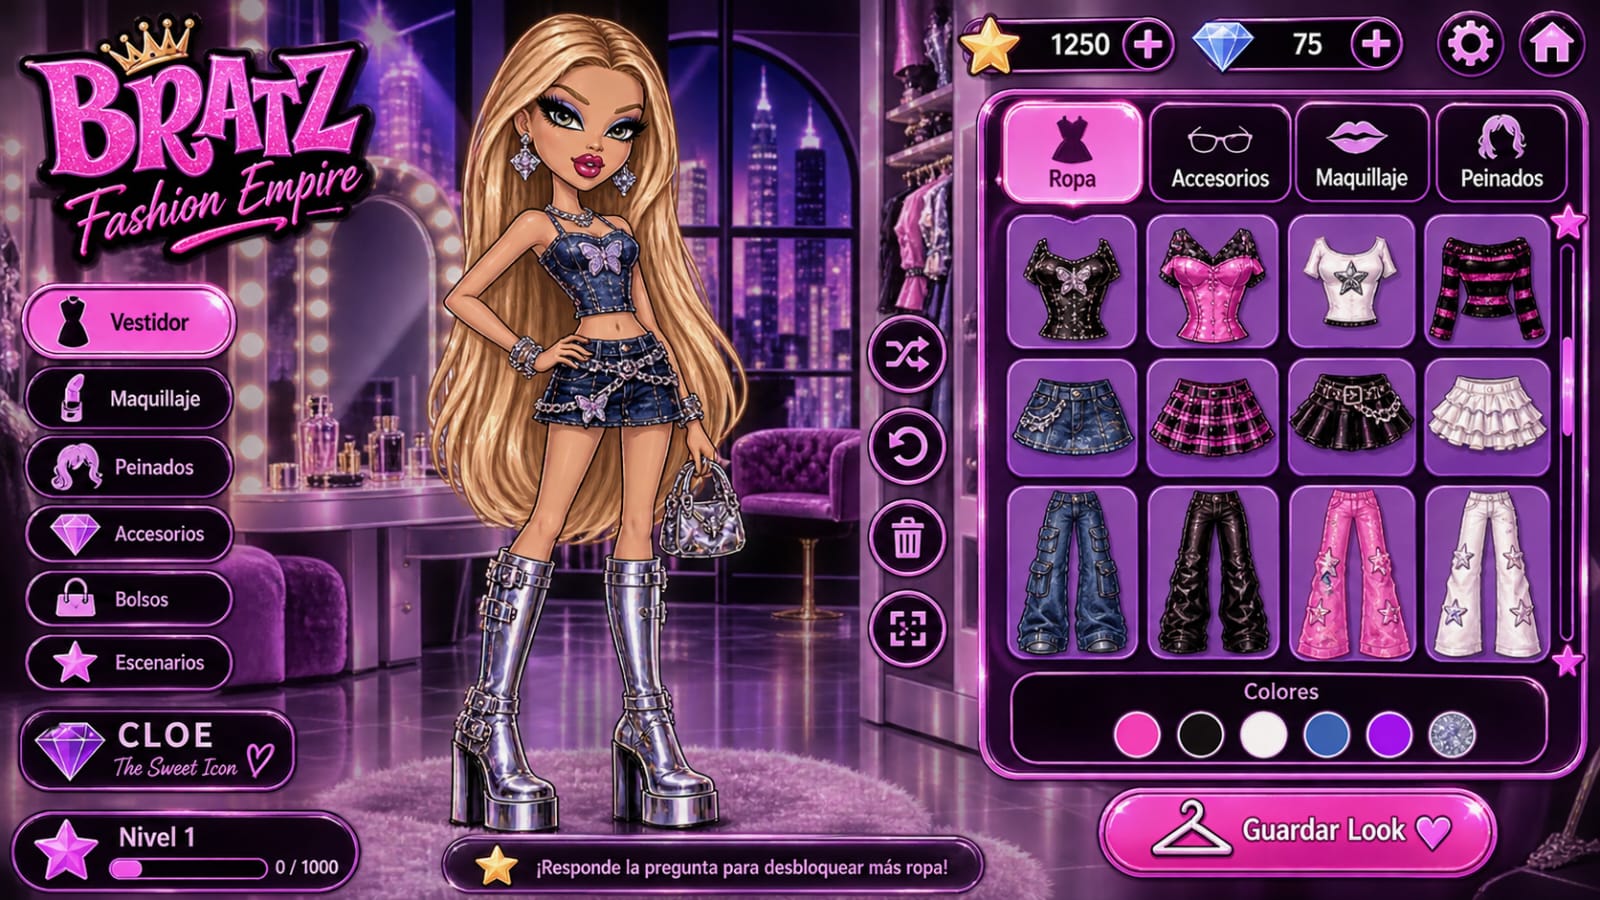 BRATZ
Fashion Empire
1250
75
Ropa
Accesorios
Maquillaje
Peinados
Vestidor
Maquillaje
Peinados
Accesorios
Bolsos
Escenarios
CLOE
The Sweet Icon
Nivel 1
0 / 1000
¡Responde la pregunta para desbloquear más ropa!
Colores
Guardar Look